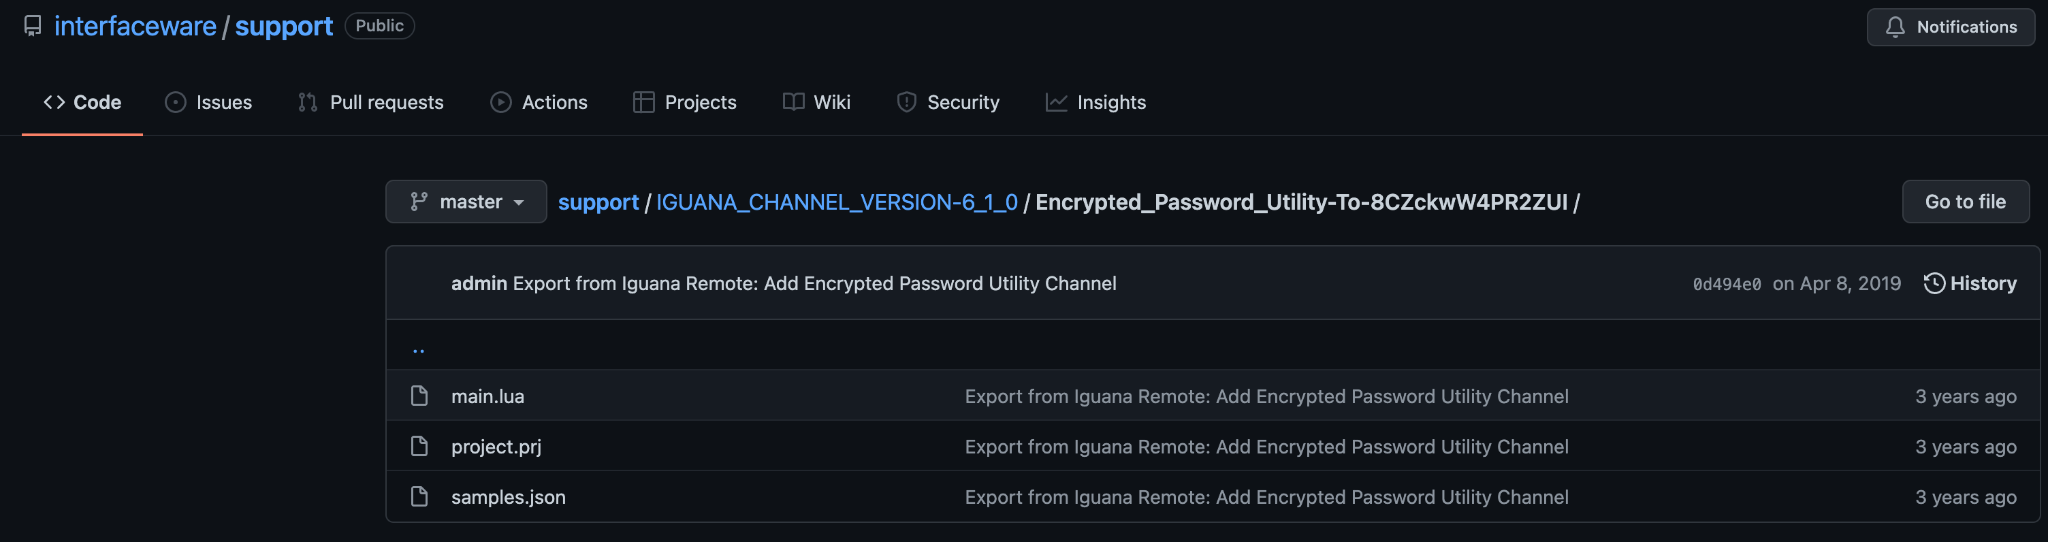 interfaceware / support Public Notifications
Code Issues Pull requests Actions Projects Wiki Security Insights
master support / IGUANA_CHANNEL_VERSION-6_1_0 / Encrypted_Password_Utility-To-8CZckwW4PR2ZUI / Go to file
admin Export from Iguana Remote: Add Encrypted Password Utility Channel 0d494e0 on Apr 8, 2019 History
..
main.lua Export from Iguana Remote: Add Encrypted Password Utility Channel 3 years ago
project.prj Export from Iguana Remote: Add Encrypted Password Utility Channel 3 years ago
samples.json Export from Iguana Remote: Add Encrypted Password Utility Channel 3 years ago